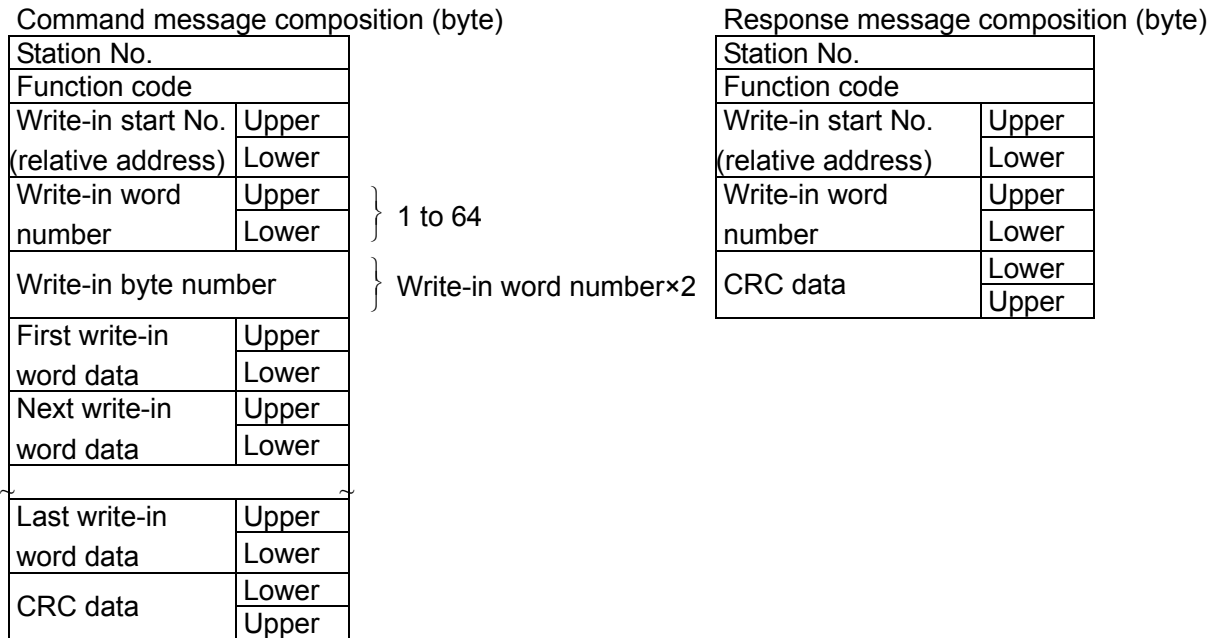 Command message composition (byte)
Station No.
Function code
Write-in start No. Upper
(relative address) Lower
Write-in word Upper
number Lower
} 1 to 64
Write-in byte number
} Write-in word number×2
First write-in Upper
word data Lower
Next write-in Upper
word data Lower
~ ~
Last write-in Upper
word data Lower
CRC data Lower
Upper
Response message composition (byte)
Station No.
Function code
Write-in start No. Upper
(relative address) Lower
Write-in word Upper
number Lower
CRC data Lower
Upper